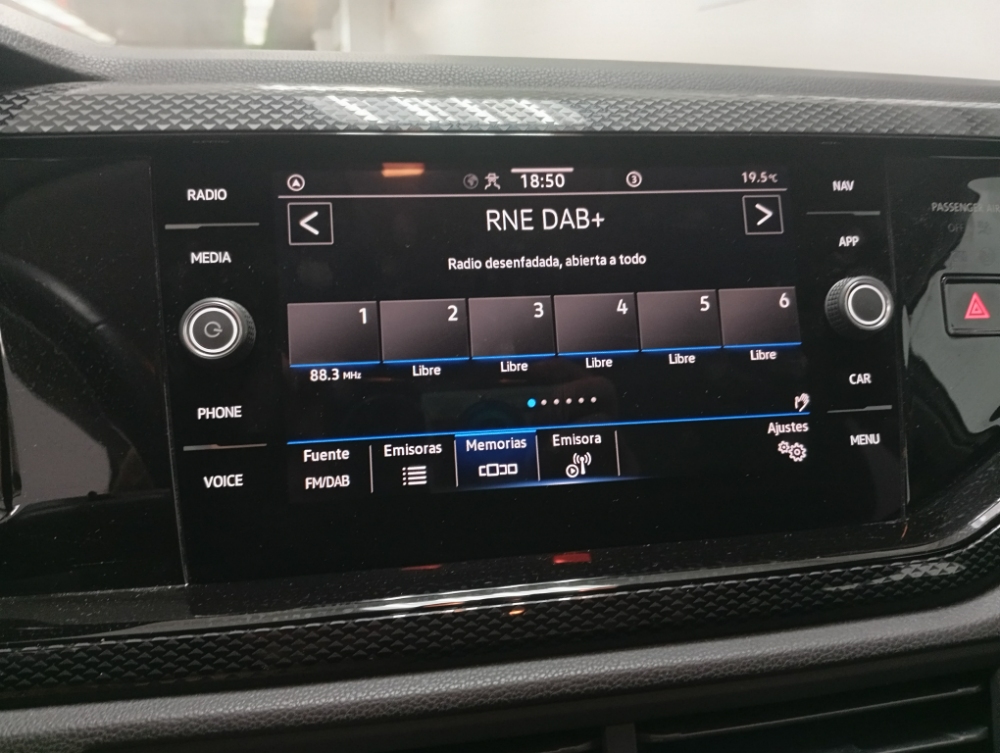 RADIO
MEDIA
PHONE
VOICE
18:50
3
19.5°C
RNE DAB+
Radio desenfadada, abierta a todo
1 2 3 4 5 6
88.3 MHz Libre Libre Libre Libre Libre
Fuente
FM/DAB
Emisoras
Memorias
Emisora
Ajustes
NAV
APP
CAR
MENU
PASSENGER